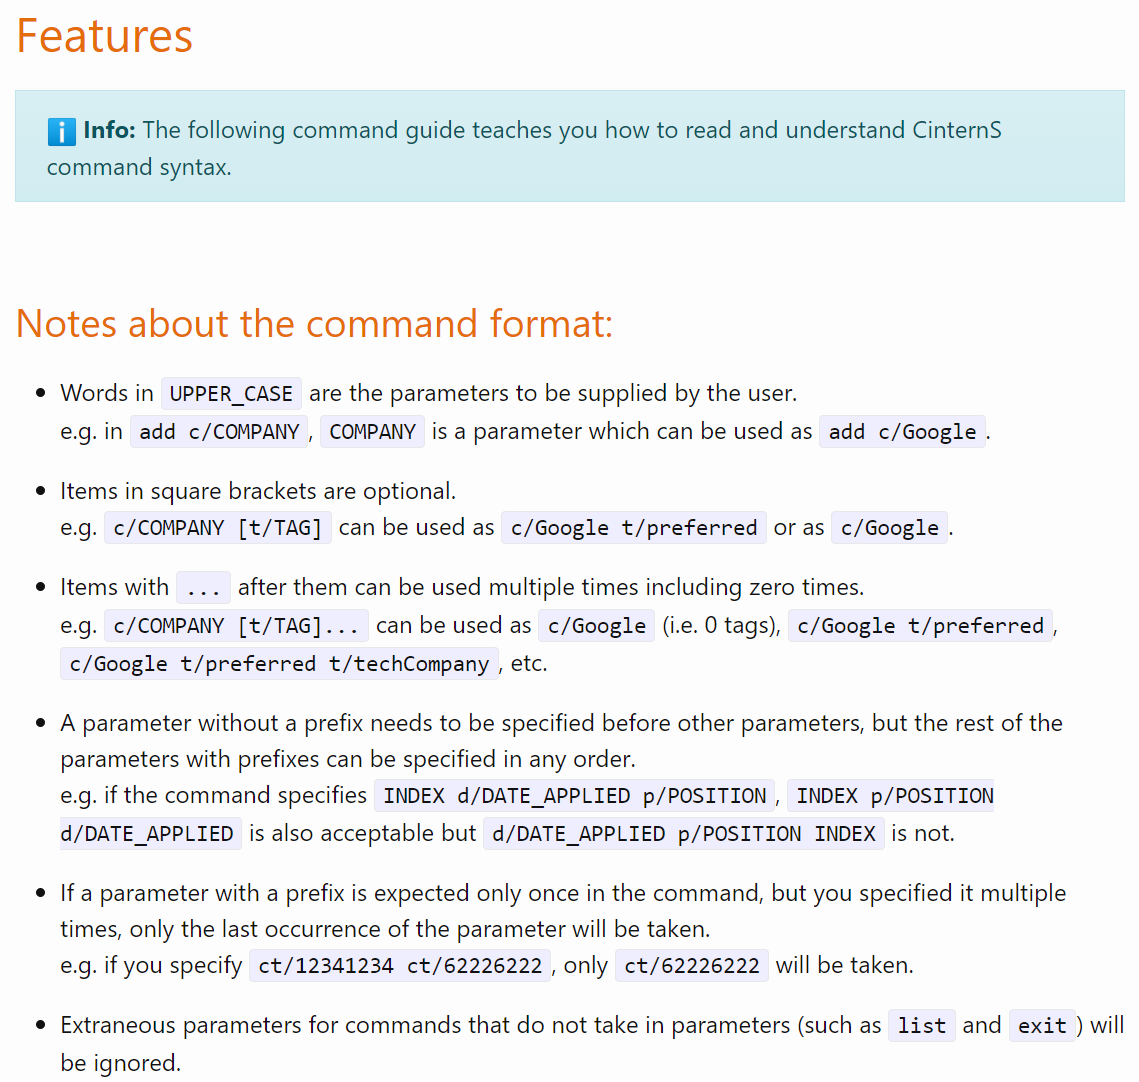 Features
Info: The following command guide teaches you how to read and understand CinternS
command syntax.
Notes about the command format:
• Words in UPPER_CASE are the parameters to be supplied by the user.
e.g. in add c/COMPANY, COMPANY is a parameter which can be used as add c/Google.
• Items in square brackets are optional.
e.g. c/COMPANY [t/TAG] can be used as c/Google t/preferred or as c/Google.
• Items with ... after them can be used multiple times including zero times.
e.g. c/COMPANY [t/TAG]... can be used as c/Google (i.e. 0 tags), c/Google t/preferred,
c/Google t/preferred t/techCompany, etc.
• A parameter without a prefix needs to be specified before other parameters, but the rest of the
parameters with prefixes can be specified in any order.
e.g. if the command specifies INDEX d/DATE_APPLIED p/POSITION, INDEX p/POSITION
d/DATE_APPLIED is also acceptable but d/DATE_APPLIED p/POSITION INDEX is not.
• If a parameter with a prefix is expected only once in the command, but you specified it multiple
times, only the last occurrence of the parameter will be taken.
e.g. if you specify ct/12341234 ct/62226222, only ct/62226222 will be taken.
• Extraneous parameters for commands that do not take in parameters (such as list and exit) will
be ignored.